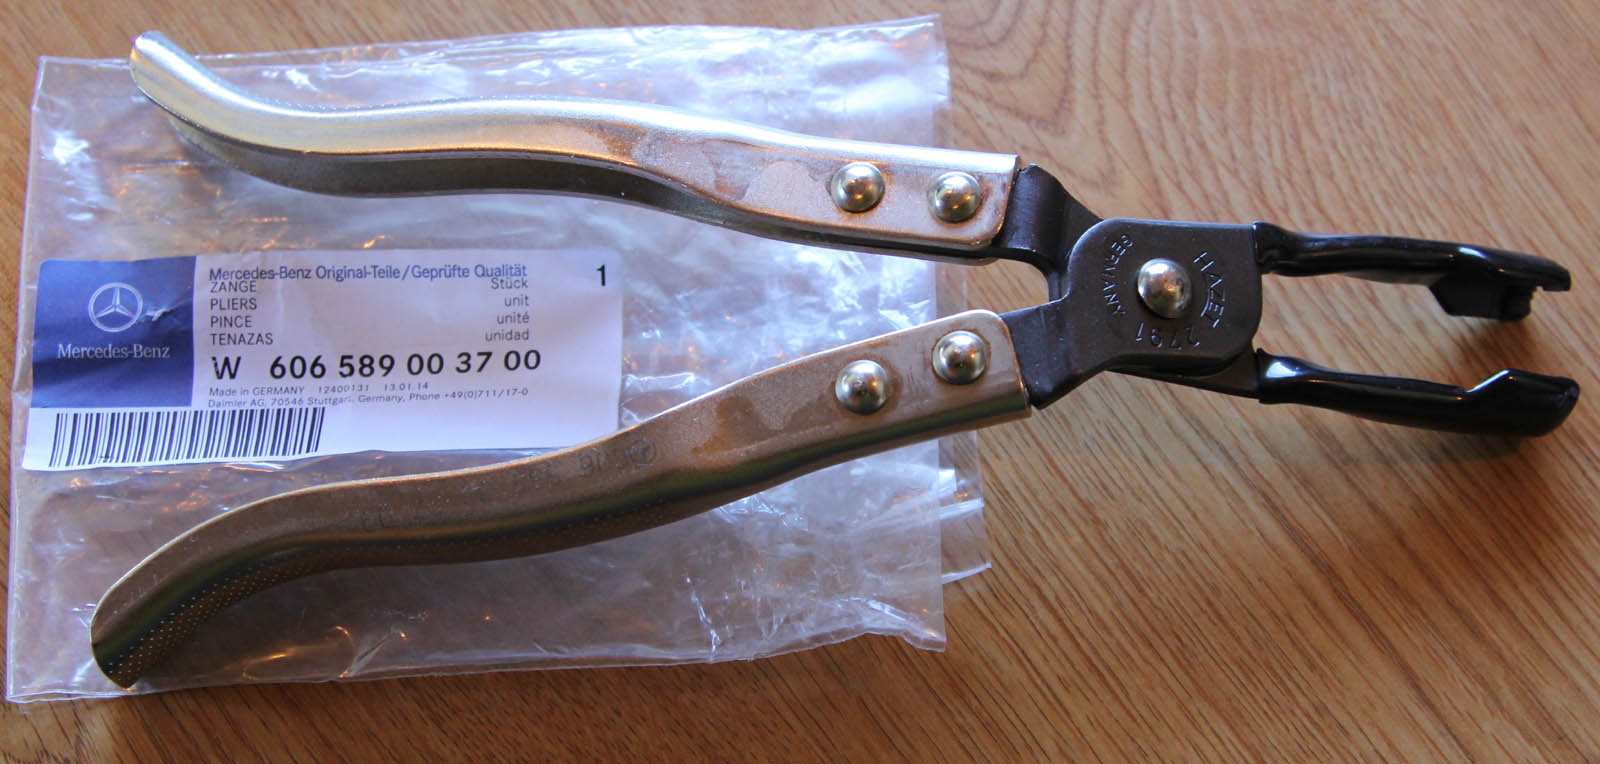 Mercedes-Benz
Mercedes-Benz Original-Teile/Geprüfte Qualität 1
ZANGE Stück
PLIERS unit
PINCE unité
TENAZAS unidad
W 606 589 00 37 00
Made in GERMANY 12400131 13.01.14
Daimler AG, 70546 Stuttgart, Germany, Phone +49(0)711/17-0
HAZET
2791
GERMANY